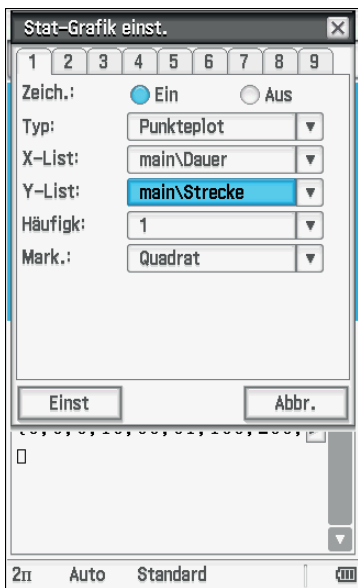 Stat-Grafik einst.
1 2 3 4 5 6 7 8 9
Zeich.: Ein Aus
Typ: Punkteplot
X-List: main\Dauer
Y-List: main\Strecke
Häufigk: 1
Mark.: Quadrat
Einst Abbr.
2π Auto Standard